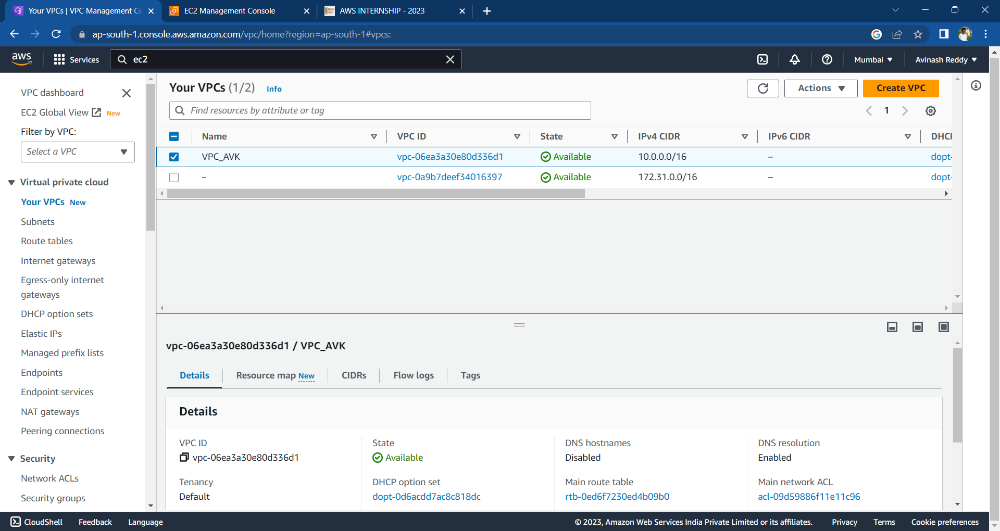 Your VPCs | VPC Management Co
EC2 Management Console
AWS INTERNSHIP - 2023
ap-south-1.console.aws.amazon.com/vpc/home?region=ap-south-1#vpcs:
aws
Services
ec2
Mumbai
Avinash Reddy
VPC dashboard
EC2 Global View New
Filter by VPC:
Select a VPC
Virtual private cloud
Your VPCs New
Subnets
Route tables
Internet gateways
Egress-only internet
gateways
DHCP option sets
Elastic IPs
Managed prefix lists
Endpoints
Endpoint services
NAT gateways
Peering connections
Security
Network ACLs
Security groups
Your VPCs (1/2) Info
Actions
Create VPC
Find resources by attribute or tag
1
Name VPC ID State IPv4 CIDR IPv6 CIDR DHCP
VPC_AVK vpc-06ea3a30e80d336d1 Available 10.0.0.0/16 – dopt-
– vpc-0a9b7deef34016397 Available 172.31.0.0/16 – dopt-
vpc-06ea3a30e80d336d1 / VPC_AVK
Details Resource map New CIDRs Flow logs Tags
Details
VPC ID
vpc-06ea3a30e80d336d1
State
Available
DNS hostnames
Disabled
DNS resolution
Enabled
Tenancy
Default
DHCP option set
dopt-0d6acdd7ac8c818dc
Main route table
rtb-0ed6f7230ed4b09b0
Main network ACL
acl-09d59886f11e11c96
CloudShell Feedback Language
© 2023, Amazon Web Services India Private Limited or its affiliates. Privacy Terms Cookie preferences